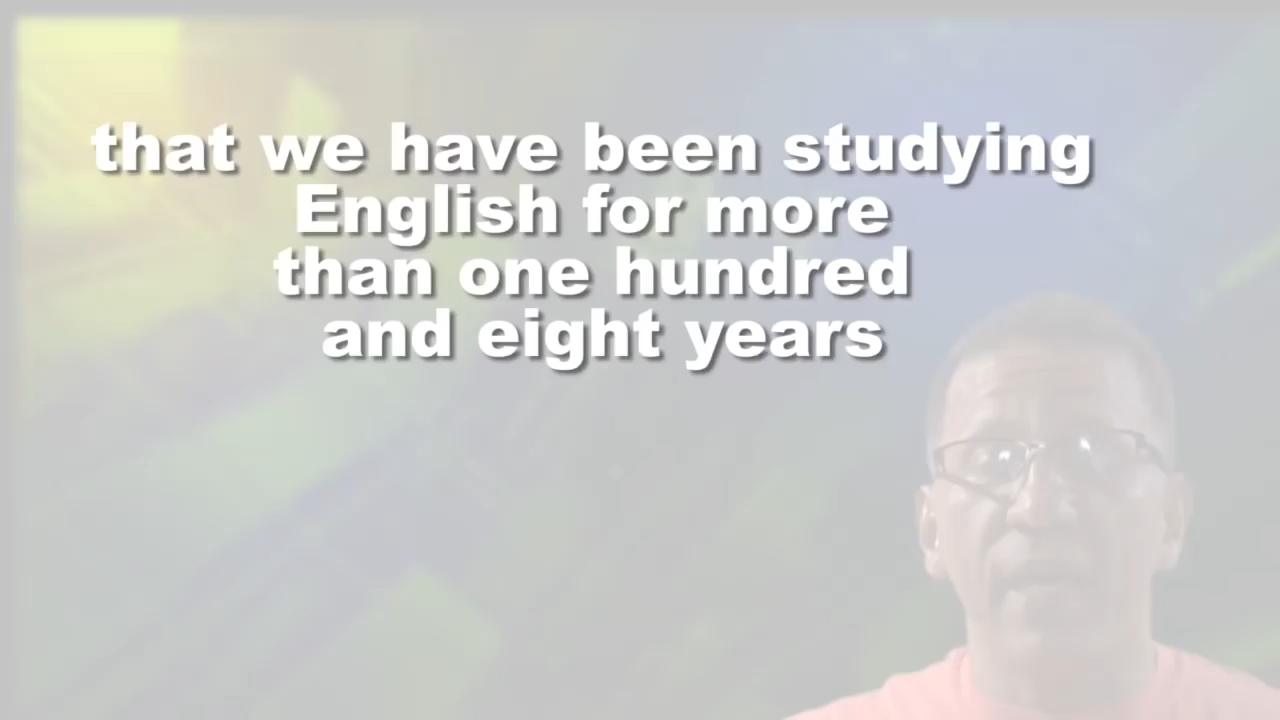 that we have been studying
English for more
than one hundred
and eight years